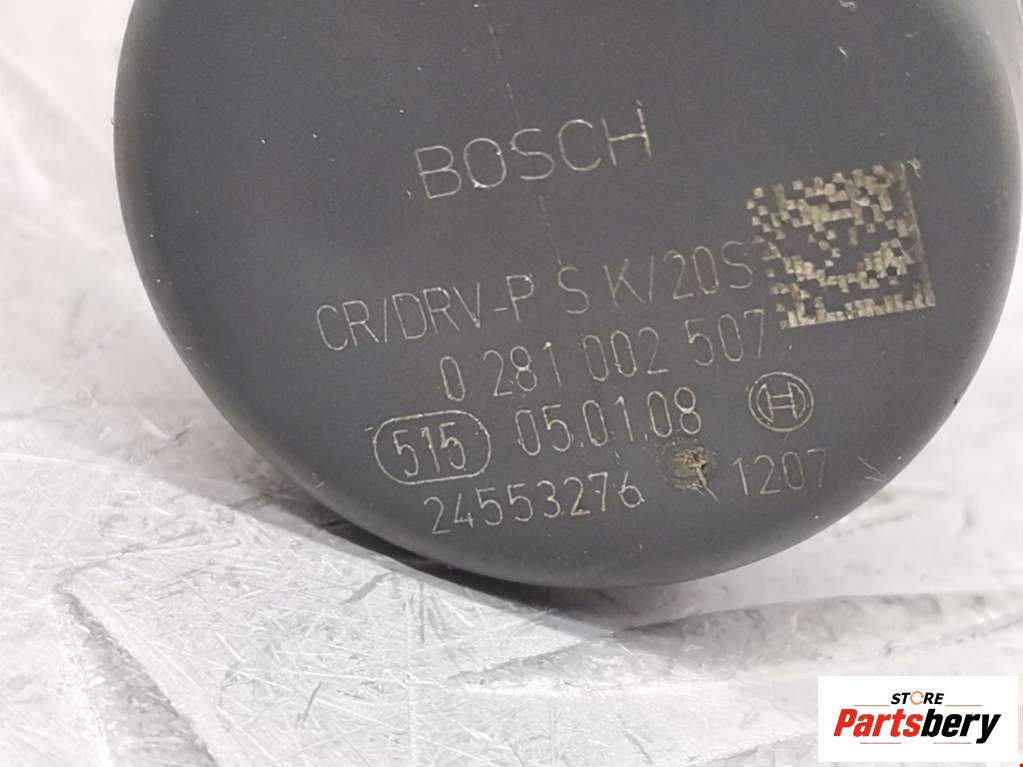 BOSCH
CR/DRV-P S K/20S
0 281 002 507
515 05.01.08 H
24553276 1207
STORE
Partsbery